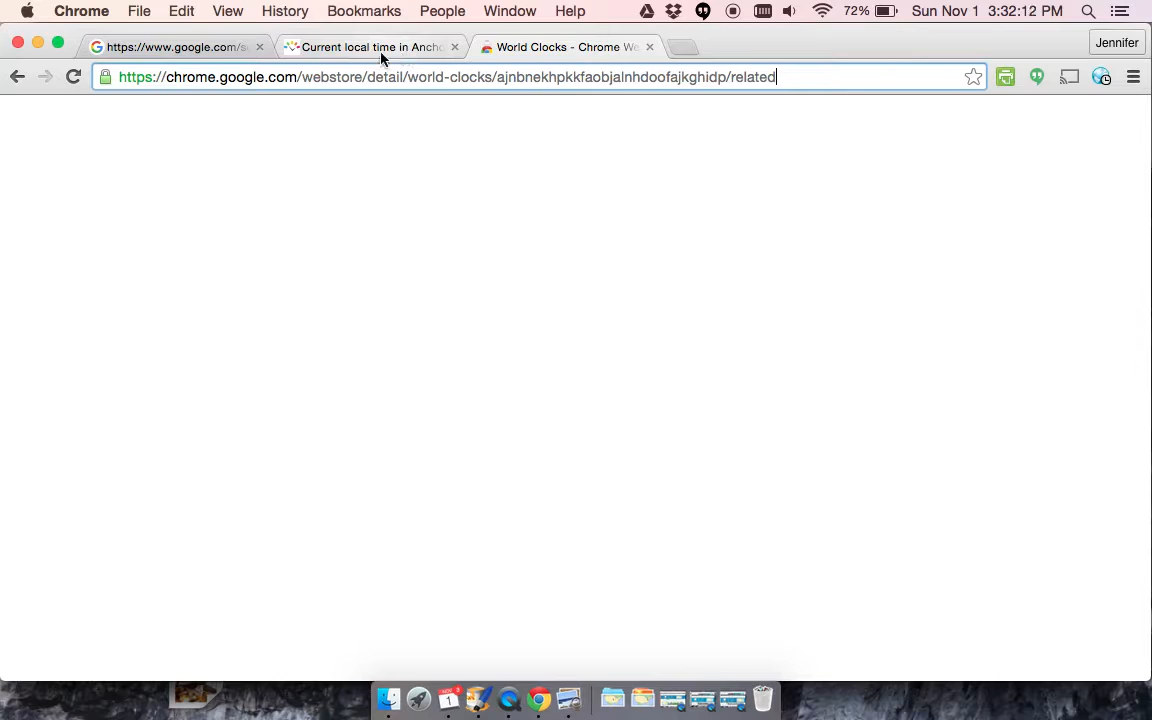 Chrome File Edit View History Bookmarks People Window Help 72% Sun Nov 1 3:32:12 PM
https://www.google.com/s Current local time in Ancho World Clocks - Chrome We Jennifer
https://chrome.google.com/webstore/detail/world-clocks/ajnbnekhpkkfaobjalnhdoofajkghidp/related